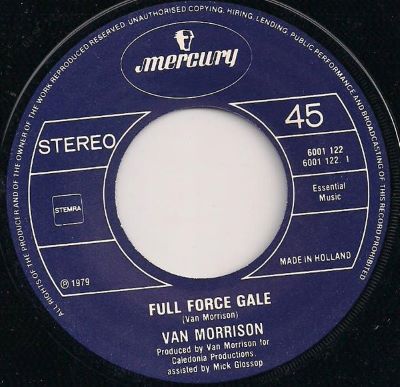 ALL RIGHTS OF THE PRODUCER AND OF THE OWNER OF THE WORK REPRODUCED RESERVED. UNAUTHORISED COPYING, HIRING, LENDING, PUBLIC PERFORMANCE AND BROADCASTING OF THIS RECORD PROHIBITED
mercury
STEREO
45
6001 122
6001 122 1
STEMRA
Essential
Music
MADE IN HOLLAND
℗ 1979
FULL FORCE GALE
(Van Morrison)
VAN MORRISON
Produced by Van Morrison for
Caledonia Productions.
assisted by Mick Glossop